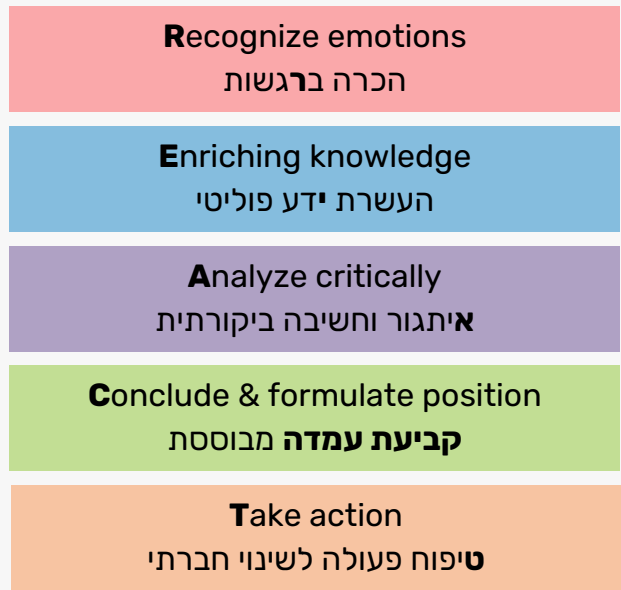 Recognize emotions
הכרה ברגשות
Enriching knowledge
העשרת ידע פוליטי
Analyze critically
איתגור וחשיבה ביקורתית
Conclude & formulate position
קביעת עמדה מבוססת
Take action
טיפוח פעולה לשינוי חברתי